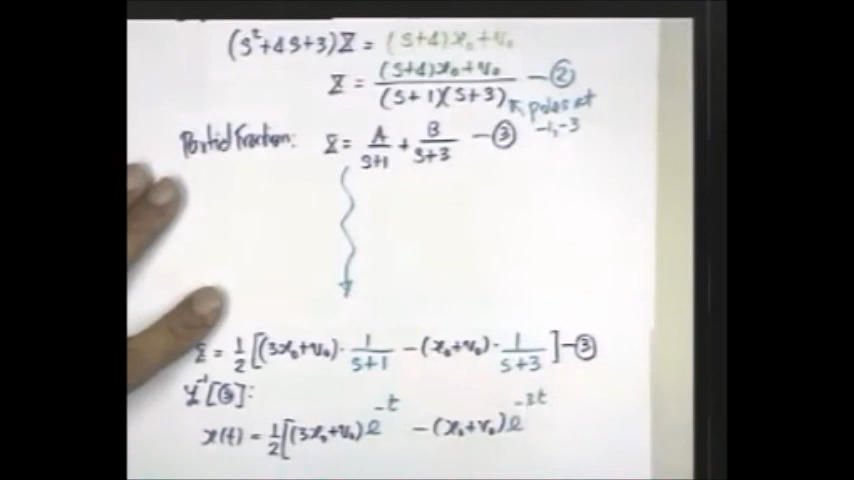 (s²+4s+3)X = (s+4)x₀+v₀
X = (s+4)x₀+v₀ / (s+1)(s+3) —②
↖ poles at -1,-3
Partial Fraction: X = A/s+1 + B/s+3 —③
X = 1/2[(3x₀+v₀)·1/s+1 -(x₀+v₀)·1/s+3]—③
ℒ⁻¹[③]:
x(t) = 1/2[(3x₀+v₀)e^-t -(x₀+v₀)e^-3t